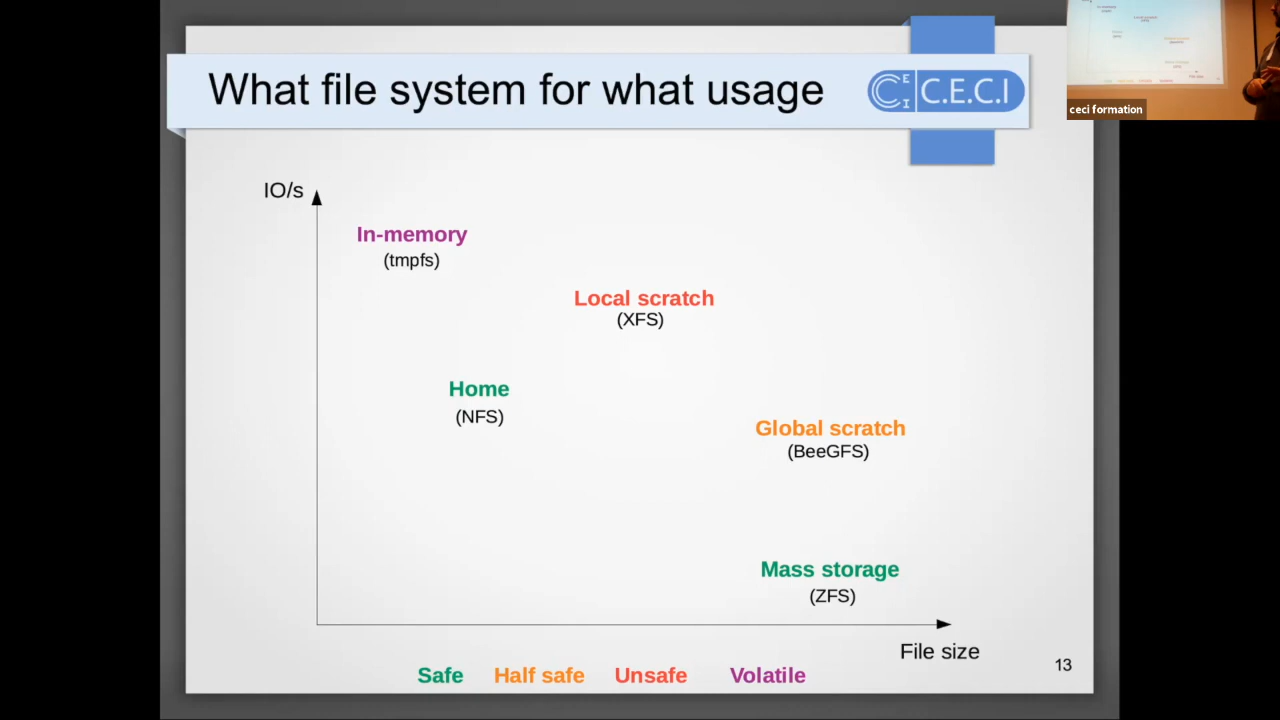 What file system for what usage
C E C I
C.E.C.I
ceci formation
IO/s
In-memory
(tmpfs)
Local scratch
(XFS)
Home
(NFS)
Global scratch
(BeeGFS)
Mass storage
(ZFS)
File size
Safe Half safe Unsafe Volatile
13